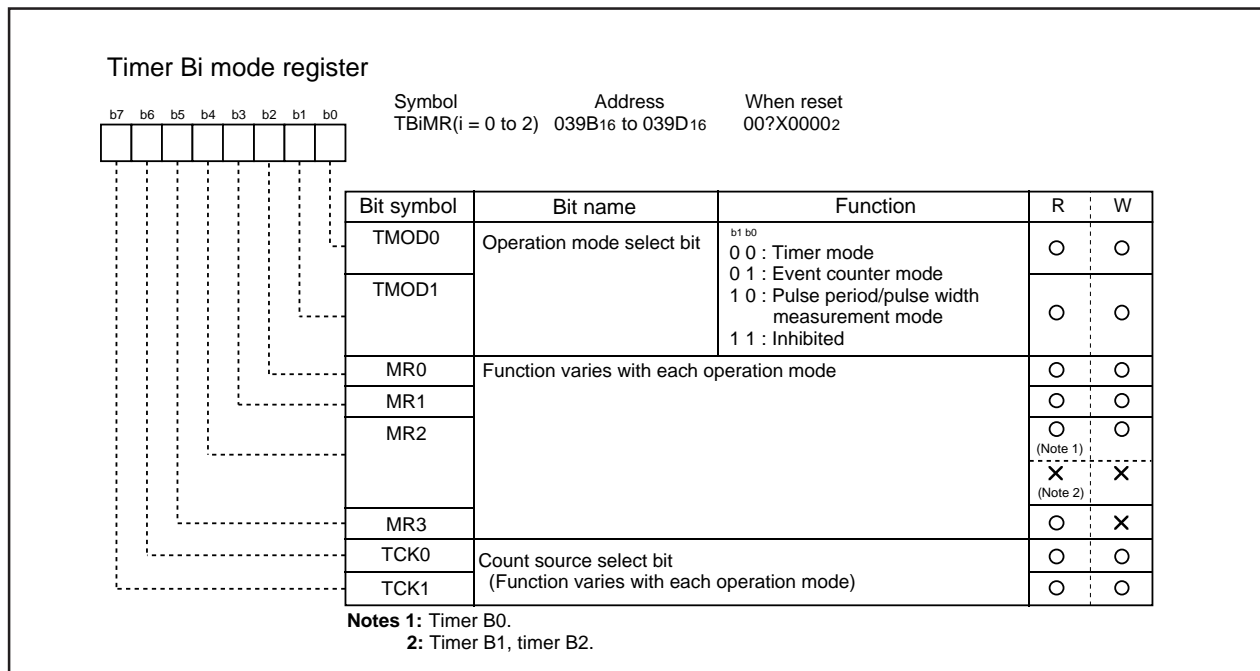 Timer Bi mode register
Symbol Address When reset
b7 b6 b5 b4 b3 b2 b1 b0
TBiMR(i = 0 to 2) 039B16 to 039D16 00?X00002
Bit symbol Bit name Function R W
TMOD0 Operation mode select bit
b1 b0
0 0 : Timer mode
0 1 : Event counter mode
TMOD1
1 0 : Pulse period/pulse width
measurement mode
1 1 : Inhibited
MR0 Function varies with each operation mode
MR1
MR2
(Note 1)
(Note 2)
MR3
TCK0 Count source select bit
(Function varies with each operation mode)
TCK1
Notes 1: Timer B0.
2: Timer B1, timer B2.